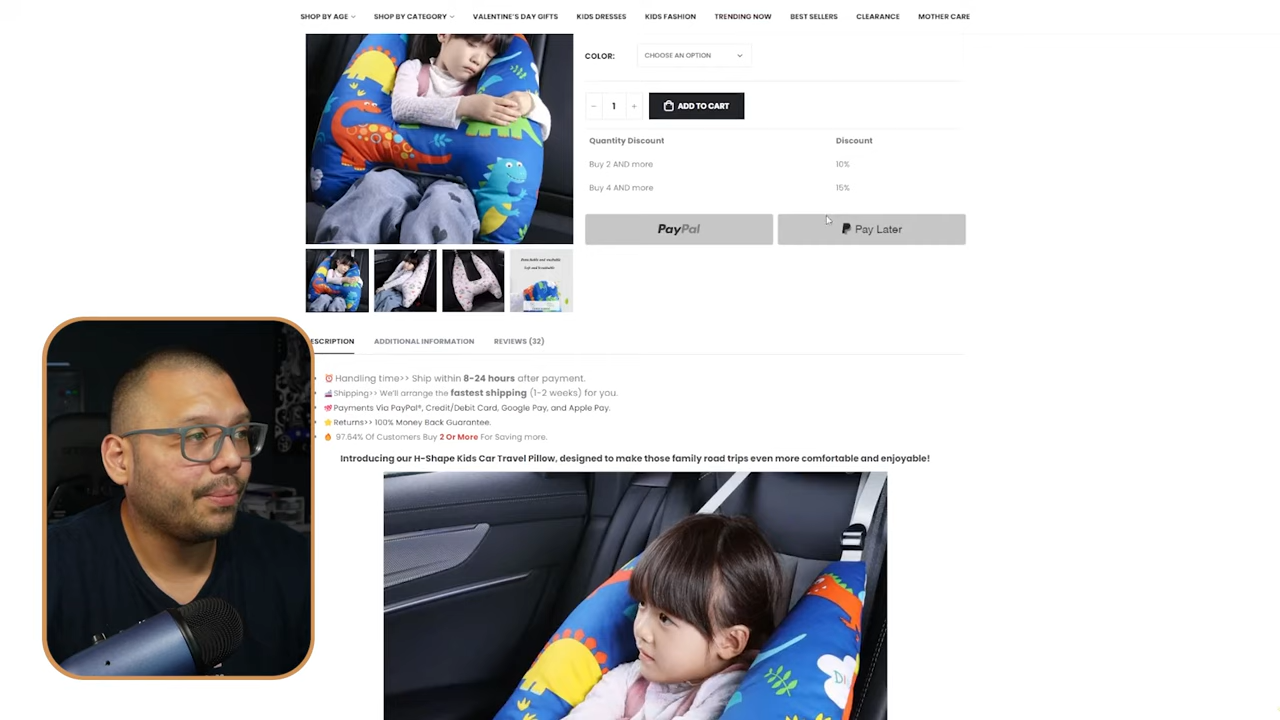 SHOP BY AGE SHOP BY CATEGORY VALENTINE'S DAY GIFTS KIDS DRESSES KIDS FASHION TRENDING NOW BEST SELLERS CLEARANCE MOTHER CARE
COLOR: CHOOSE AN OPTION
− 1 + ADD TO CART
Quantity Discount Discount
Buy 2 AND more 10%
Buy 4 AND more 15%
PayPal Pay Later
Detachable and washable
Soft and breathable
ESCRIPTION ADDITIONAL INFORMATION REVIEWS (32)
Handling time>> Ship within 8-24 hours after payment.
Shipping>> We'll arrange the fastest shipping (1-2 weeks) for you.
Payments Via PayPal®, Credit/Debit Card, Google Pay, and Apple Pay.
Returns>> 100% Money Back Guarantee.
97.64% Of Customers Buy 2 Or More For Saving more.
Introducing our H-Shape Kids Car Travel Pillow, designed to make those family road trips even more comfortable and enjoyable!